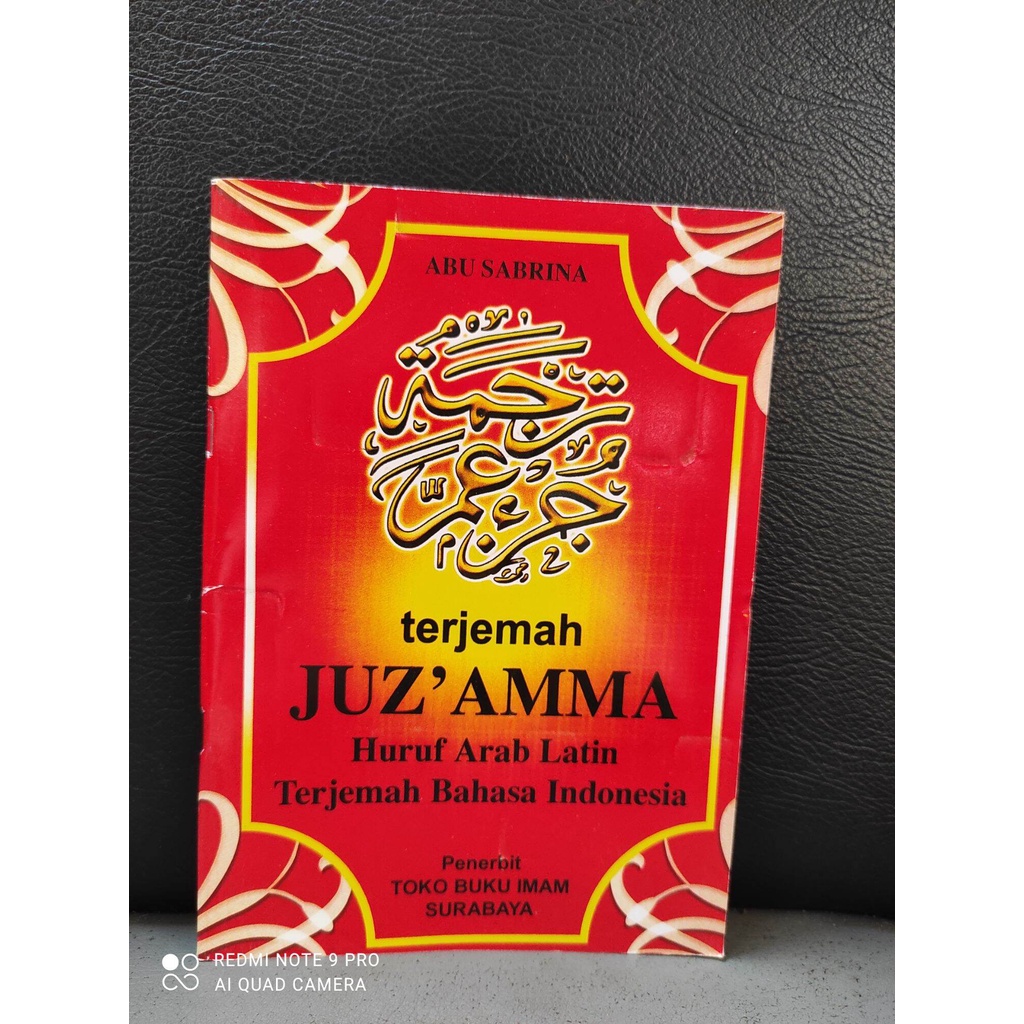 ABU SABRINA
ترجمة
جزء عم
terjemah
JUZ'AMMA
Huruf Arab Latin
Terjemah Bahasa Indonesia
Penerbit
TOKO BUKU IMAM
SURABAYA
REDMI NOTE 9 PRO
AI QUAD CAMERA